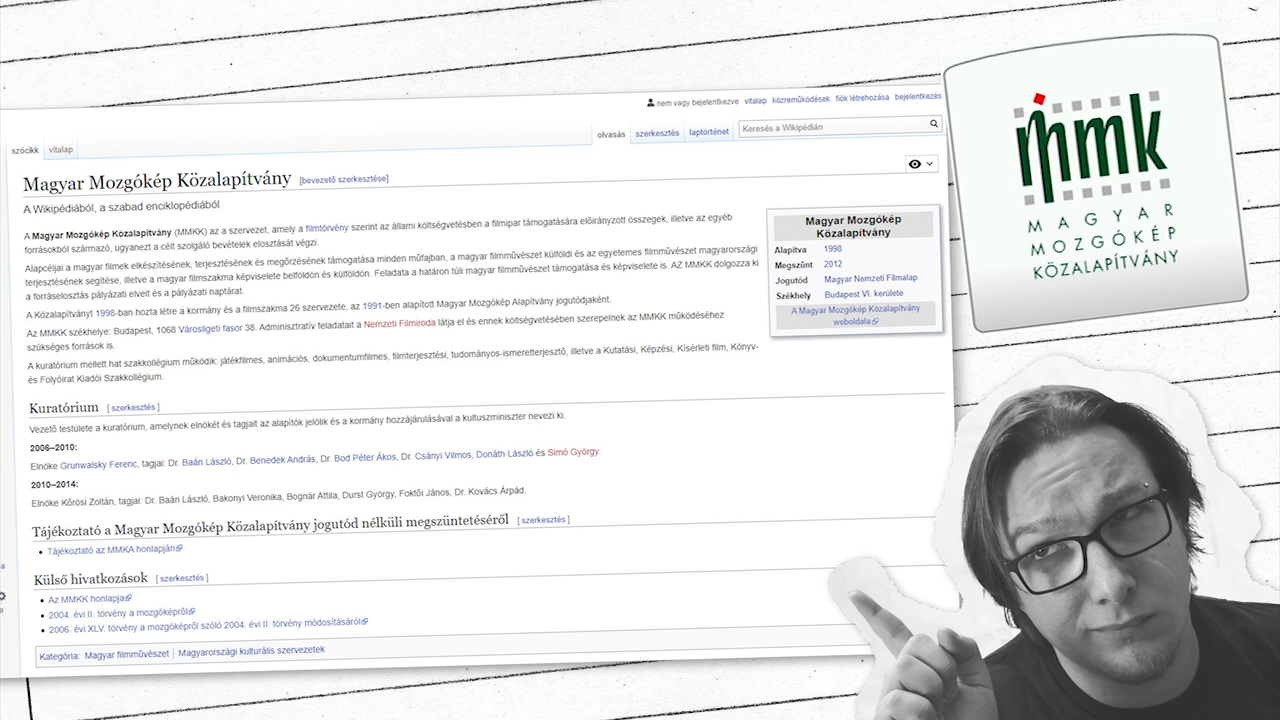 nem vagy bejelentkezve vitalap közreműködések fiók létrehozása bejelentkezés
szócikk vitalap olvasás szerkesztés laptörténet Keresés a Wikipédián
Magyar Mozgókép Közalapítvány [bevezető szerkesztése]
A Wikipédiából, a szabad enciklopédiából
A Magyar Mozgókép Közalapítvány (MMKK) az a szervezet, amely a filmtörvény szerint az állami költségvetésben a filmipar támogatására előirányzott összegek, illetve az egyéb
forrásokból származó, ugyanezt a célt szolgáló bevételek elosztását végzi.
Alapcéljai a magyar filmek elkészítésének, terjesztésének és megőrzésének támogatása minden műfajban, a magyar filmművészet külföldi és az egyetemes filmművészet magyarországi
terjesztésének segítése, illetve a magyar filmszakma képviselete belföldön és külföldön. Feladata a határon túli magyar filmművészet támogatása és képviselete is. AZ MMKK dolgozza ki
a forráselosztás pályázati elveit és a pályázati naptárat.
A Közalapítványt 1998-ban hozta létre a kormány és a filmszakma 26 szervezete, az 1991-ben alapított Magyar Mozgókép Alapítvány jogutódjaként.
Az MMKK székhelye: Budapest, 1068 Városligeti fasor 38. Adminisztratív feladatait a Nemzeti Filmiroda látja el és ennek költségvetésében szerepelnek az MMKK működéséhez
szükséges források is.
A kuratórium mellett hat szakkollégium működik: játékfilmes, animációs, dokumentumfilmes, filmterjesztési, tudományos-ismeretterjesztő, illetve a Kutatási, Képzési, Kísérleti film, Könyv-
és Folyóirat Kiadói Szakkollégium.
Magyar Mozgókép
Közalapítvány
Alapítva 1998
Megszűnt 2012
Jogutód Magyar Nemzeti Filmalap
Székhely Budapest VI. kerülete
A Magyar Mozgókép Közalapítvány
weboldala
Kuratórium [ szerkesztés ]
Vezető testülete a kuratórium, amelynek elnökét és tagjait az alapítók jelölik és a kormány hozzájárulásával a kultuszminiszter nevezi ki.
2006–2010:
Elnöke Grunwalsky Ferenc, tagjai: Dr. Baán László, Dr. Benedek András, Dr. Bod Péter Ákos, Dr. Csányi Vilmos, Donáth László és Simó György.
2010–2014:
Elnöke Kőrösi Zoltán, tagjai: Dr. Baán László, Bakonyi Veronika, Bognár Attila, Durst György, Foktői János, Dr. Kovács Árpád.
Tájékoztató a Magyar Mozgókép Közalapítvány jogutód nélküli megszüntetéséről [ szerkesztés ]
Tájékoztató az MMKA honlapján
Külső hivatkozások [ szerkesztés ]
Az MMKK honlapja
2004. évi II. törvény a mozgóképről
2006. évi XLV. törvény a mozgóképről szóló 2004. évi II. törvény módosításáról
Kategória: Magyar filmművészet | Magyarországi kulturális szervezetek
mmk
MAGYAR
MOZGÓKÉP
KÖZALAPÍTVÁNY